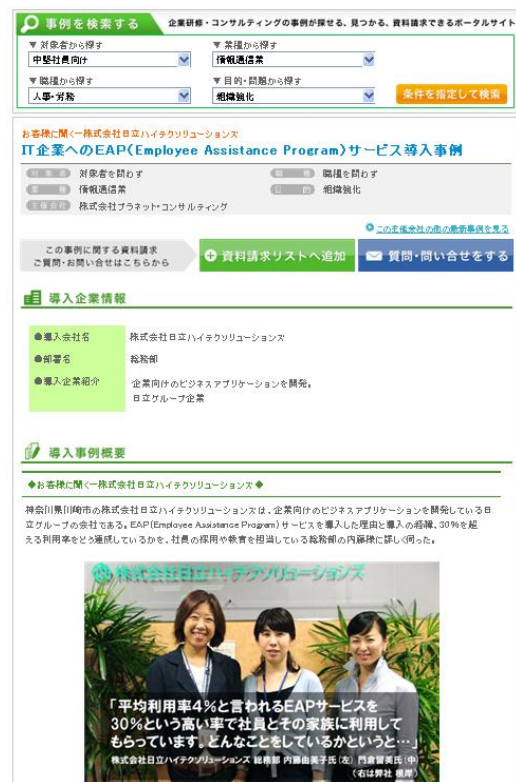 事例を検索する
企業研修・コンサルティングの事例が探せる、見つかる、資料請求できるポータルサイト
▼ 対象者から探す
▼ 業種から探す
中堅社員向け
情報通信業
▼ 職種から探す
▼ 目的・問題から探す
人事・労務
組織強化
条件を指定して検索
お客様に聞く―株式会社日立ハイテクソリューションズ
IT企業へのEAP(Employee Assistance Program)サービス導入事例
対象者 対象者を問わず
職種 職種を問わず
業種 情報通信業
目的 組織強化
主催会社 株式会社プラネット・コンサルティング
この主催会社の他の最新事例を見る
この事例に関する資料請求
ご質問・お問い合せはこちらから
資料請求リストへ追加
質問・問い合せをする
導入企業情報
●導入会社名 株式会社日立ハイテクソリューションズ
●部署名 総務部
●導入企業紹介 企業向けのビジネスアプリケーションを開発。
日立グループ企業
導入事例概要
◆お客様に聞く―株式会社日立ハイテクソリューションズ◆
神奈川県川崎市の株式会社日立ハイテクソリューションズは、企業向けのビジネスアプリケーションを開発している日
立グループの会社である。EAP(Employee Assistance Program)サービスを導入した理由と導入の経緯、30%を超
える利用率をどう達成しているかを、社員の採用や教育を担当している総務部の内藤様に詳しく伺った。
株式会社日立ハイテクソリューションズ
「平均利用率4%と言われるEAPサービスを
30%という高い率で社員とその家族に利用して
もらっています。どんなことをしているかというと…」
株式会社日立ハイテクソリューションズ 総務部 内藤由美子氏(左) 門倉留美氏(中)
(右は弊社 根岸)